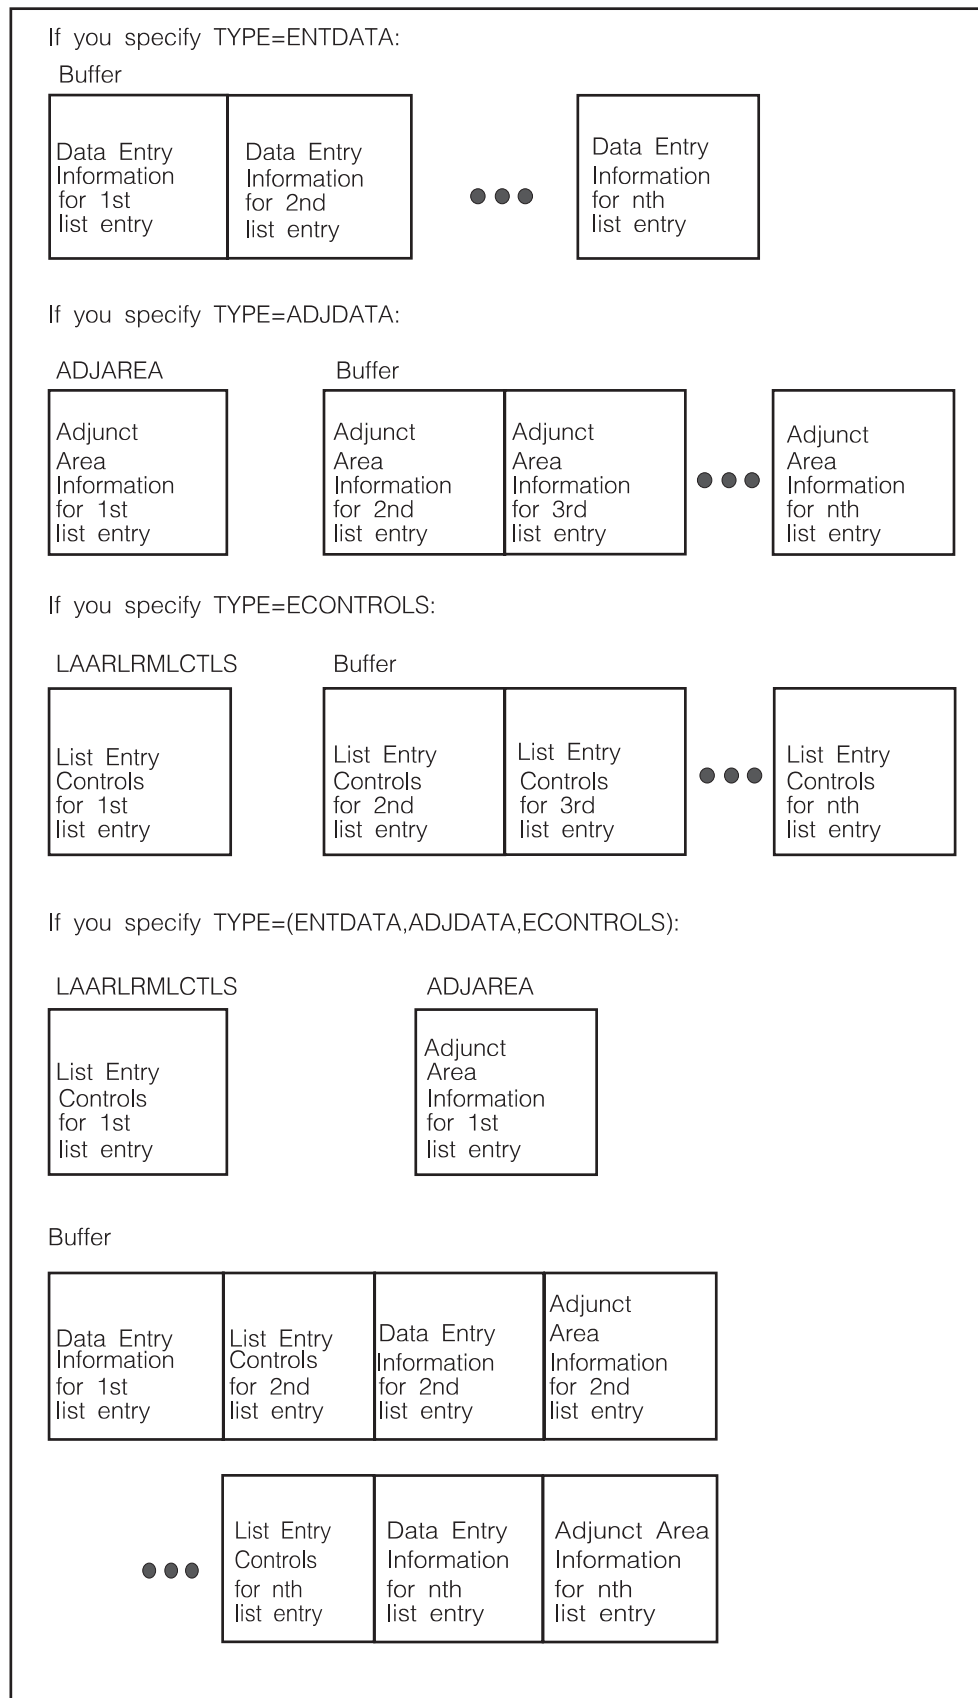 If you specify TYPE=ENTDATA:
Buffer
Data Entry
Information
for 1st
list entry
Data Entry
Information
for 2nd
list entry
Data Entry
Information
for nth
list entry
If you specify TYPE=ADJDATA:
ADJAREA
Buffer
Adjunct
Area
Information
for 1st
list entry
Adjunct
Area
Information
for 2nd
list entry
Adjunct
Area
Information
for 3rd
list entry
Adjunct
Area
Information
for nth
list entry
If you specify TYPE=ECONTROLS:
LAARLRMLCTLS
Buffer
List Entry
Controls
for 1st
list entry
List Entry
Controls
for 2nd
list entry
List Entry
Controls
for 3rd
list entry
List Entry
Controls
for nth
list entry
If you specify TYPE=(ENTDATA,ADJDATA,ECONTROLS):
LAARLRMLCTLS
ADJAREA
List Entry
Controls
for 1st
list entry
Adjunct
Area
Information
for 1st
list entry
Buffer
Data Entry
Information
for 1st
list entry
List Entry
Controls
for 2nd
list entry
Data Entry
Information
for 2nd
list entry
Adjunct
Area
Information
for 2nd
list entry
List Entry
Controls
for nth
list entry
Data Entry
Information
for nth
list entry
Adjunct Area
Information
for nth
list entry